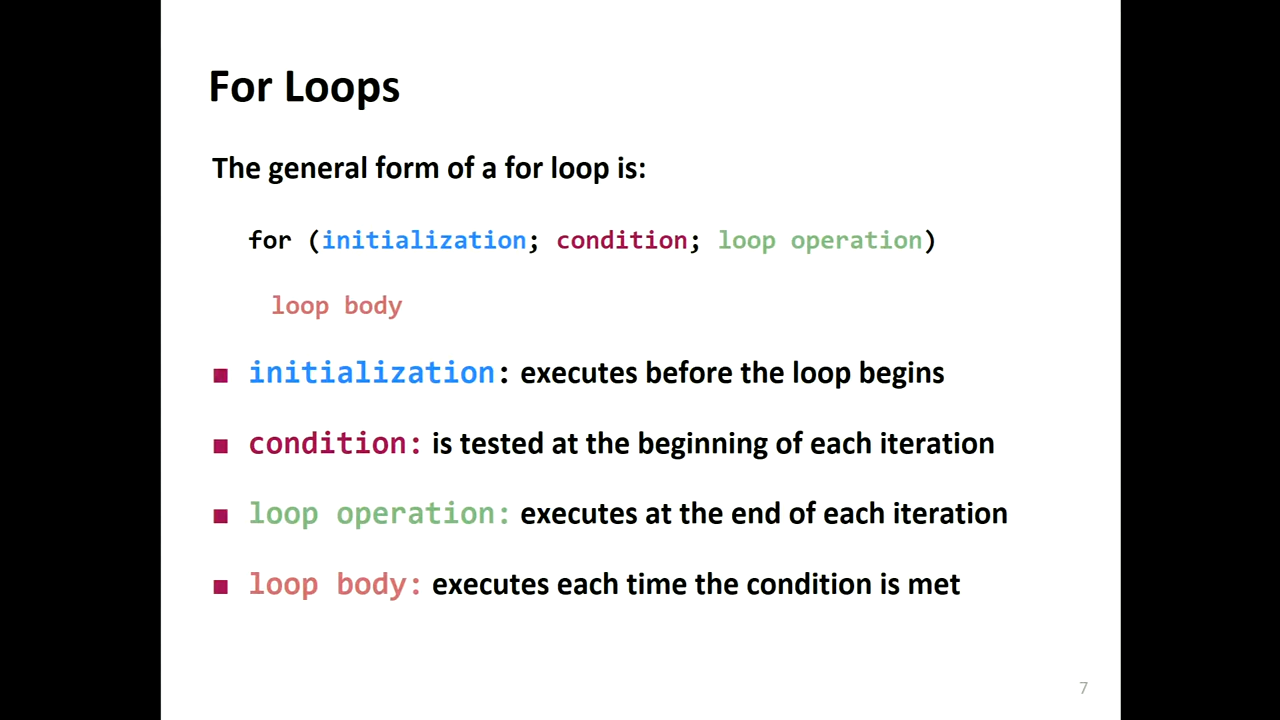 For Loops
The general form of a for loop is:
for (initialization; condition; loop operation)
loop body
■ initialization: executes before the loop begins
■ condition: is tested at the beginning of each iteration
■ loop operation: executes at the end of each iteration
■ loop body: executes each time the condition is met
7